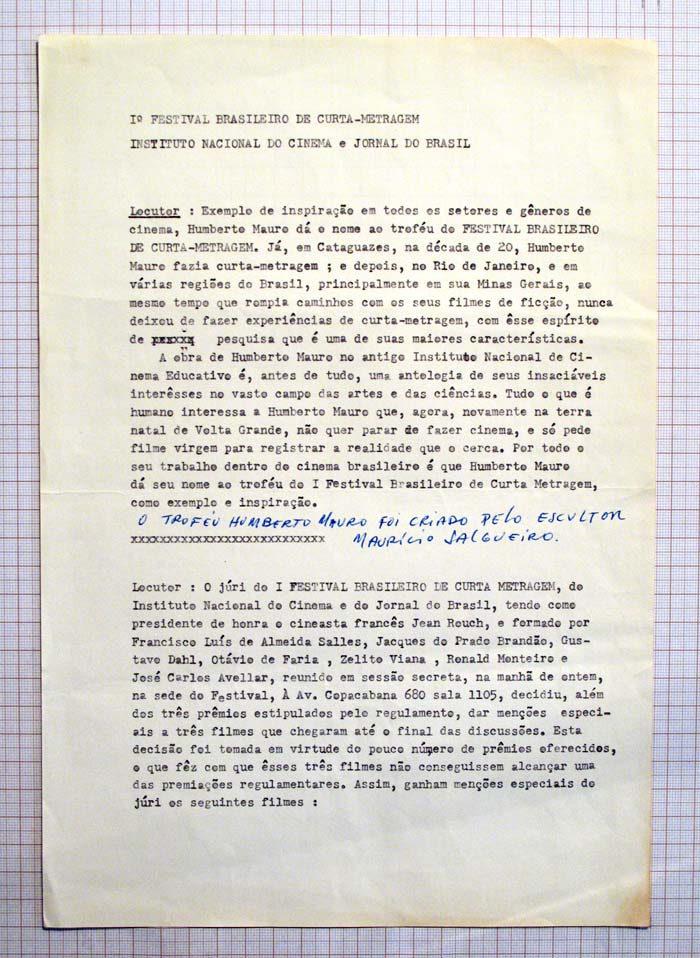 Iº FESTIVAL BRASILEIRO DE CURTA-METRAGEM
INSTITUTO NACIONAL DO CINEMA e JORNAL DO BRASIL
Locutor : Exemplo de inspiração em todos os setores e gêneros de
cinema, Humberto Mauro dá o nome ao troféu do FESTIVAL BRASILEIRO
DE CURTA-METRAGEM. Já, em Cataguazes, na década de 20, Humberto
Mauro fazia curta-metragem ; e depois, no Rio de Janeiro, e em
várias regiões do Brasil, principalmente em sua Minas Gerais, ao
mesmo tempo que rompia caminhos com os seus filmes de ficção, nunca
deixou de fazer experiências de curta-metragem, com êsse espírito
de pesquisa que é uma de suas maiores características.
A obra de Humberto Mauro no antigo Instituto Nacional de Ci-
nema Educativo é, antes de tudo, uma antologia de seus insaciáveis
interêsses no vasto campo das artes e das ciências. Tudo o que é
humano interessa a Humberto Mauro que, agora, novamente na terra
natal de Volta Grande, não quer parar de fazer cinema, e só pede
filme virgem para registrar a realidade que o cerca. Por todo o
seu trabalho dentro do cinema brasileiro é que Humberto Mauro
dá seu nome ao troféu do I Festival Brasileiro de Curta Metragem,
como exemplo e inspiração.
O TROFÉU HUMBERTO MAURO FOI CRIADO PELO ESCULTOR
MAURÍCIO SALGUEIRO.
xxxxxxxxxxxxxxxxxxxxxxxxxxx
Locutor : O júri do I FESTIVAL BRASILEIRO DE CURTA METRAGEM, do
Instituto Nacional do Cinema e do Jornal do Brasil, tendo como
presidente de honra o cineasta francês Jean Rouch, e formado por
Francisco Luís de Almeida Salles, Jacques do Prado Brandão, Gus-
tavo Dahl, Otávio de Faria , Zelito Viana , Ronald Monteiro e
José Carlos Avellar, reunido em sessão secreta, na manhã de ontem,
na sede do Festival, À Av. Copacabana 680 sala 1105, decidiu, além
dos três prêmios estipulados pelo regulamento, dar menções especi-
ais a três filmes que chegaram até o final das discussões. Esta
decisão foi tomada em virtude do pouco número de prêmios oferecidos,
o que fêz com que êsses três filmes não conseguissem alcançar uma
das premiações regulamentares. Assim, ganham menções especiais do
júri os seguintes filmes :